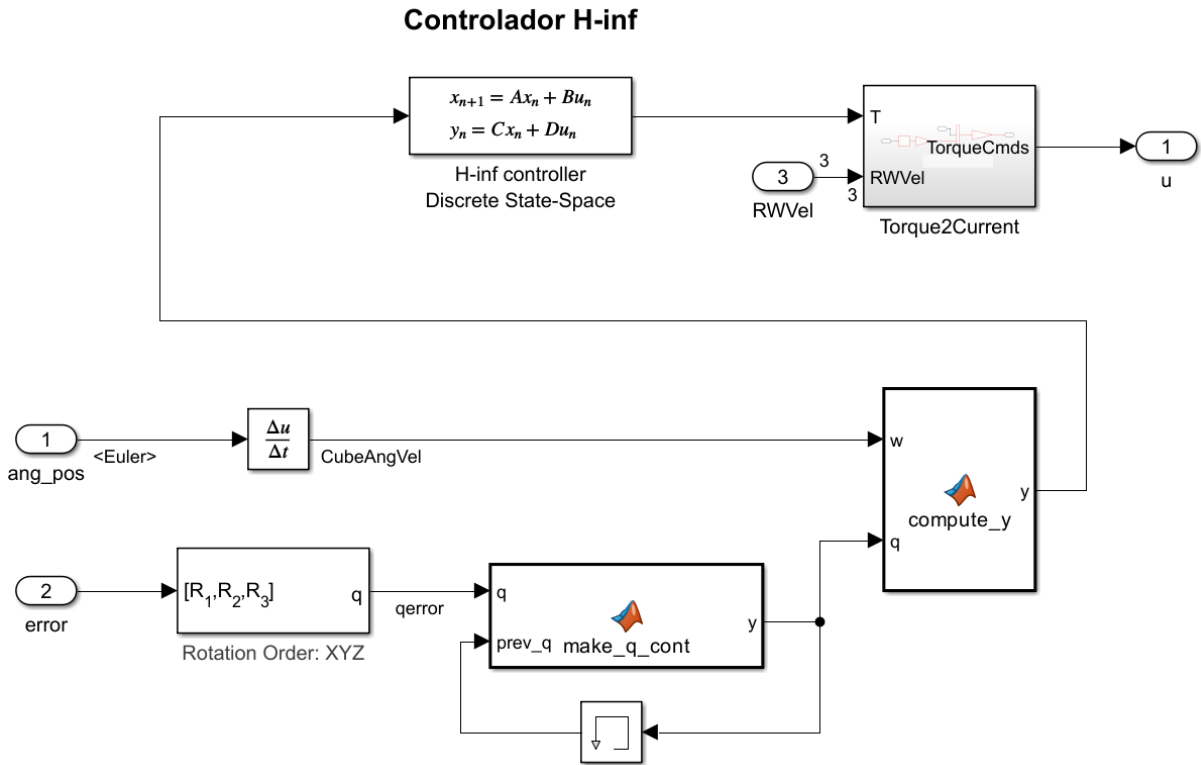 Controlador H-inf
xn+1 = Axn + Bun
yn = Cxn + Dun
H-inf controller
Discrete State-Space
3
RWVel
3
3
T
RWVel
TorqueCmds
Torque2Current
1
u
1
ang_pos
<Euler>
Δu
Δt
CubeAngVel
w
q
y
compute_y
2
error
[R1,R2,R3]
q
Rotation Order: XYZ
qerror
q
prev_q
y
make_q_cont